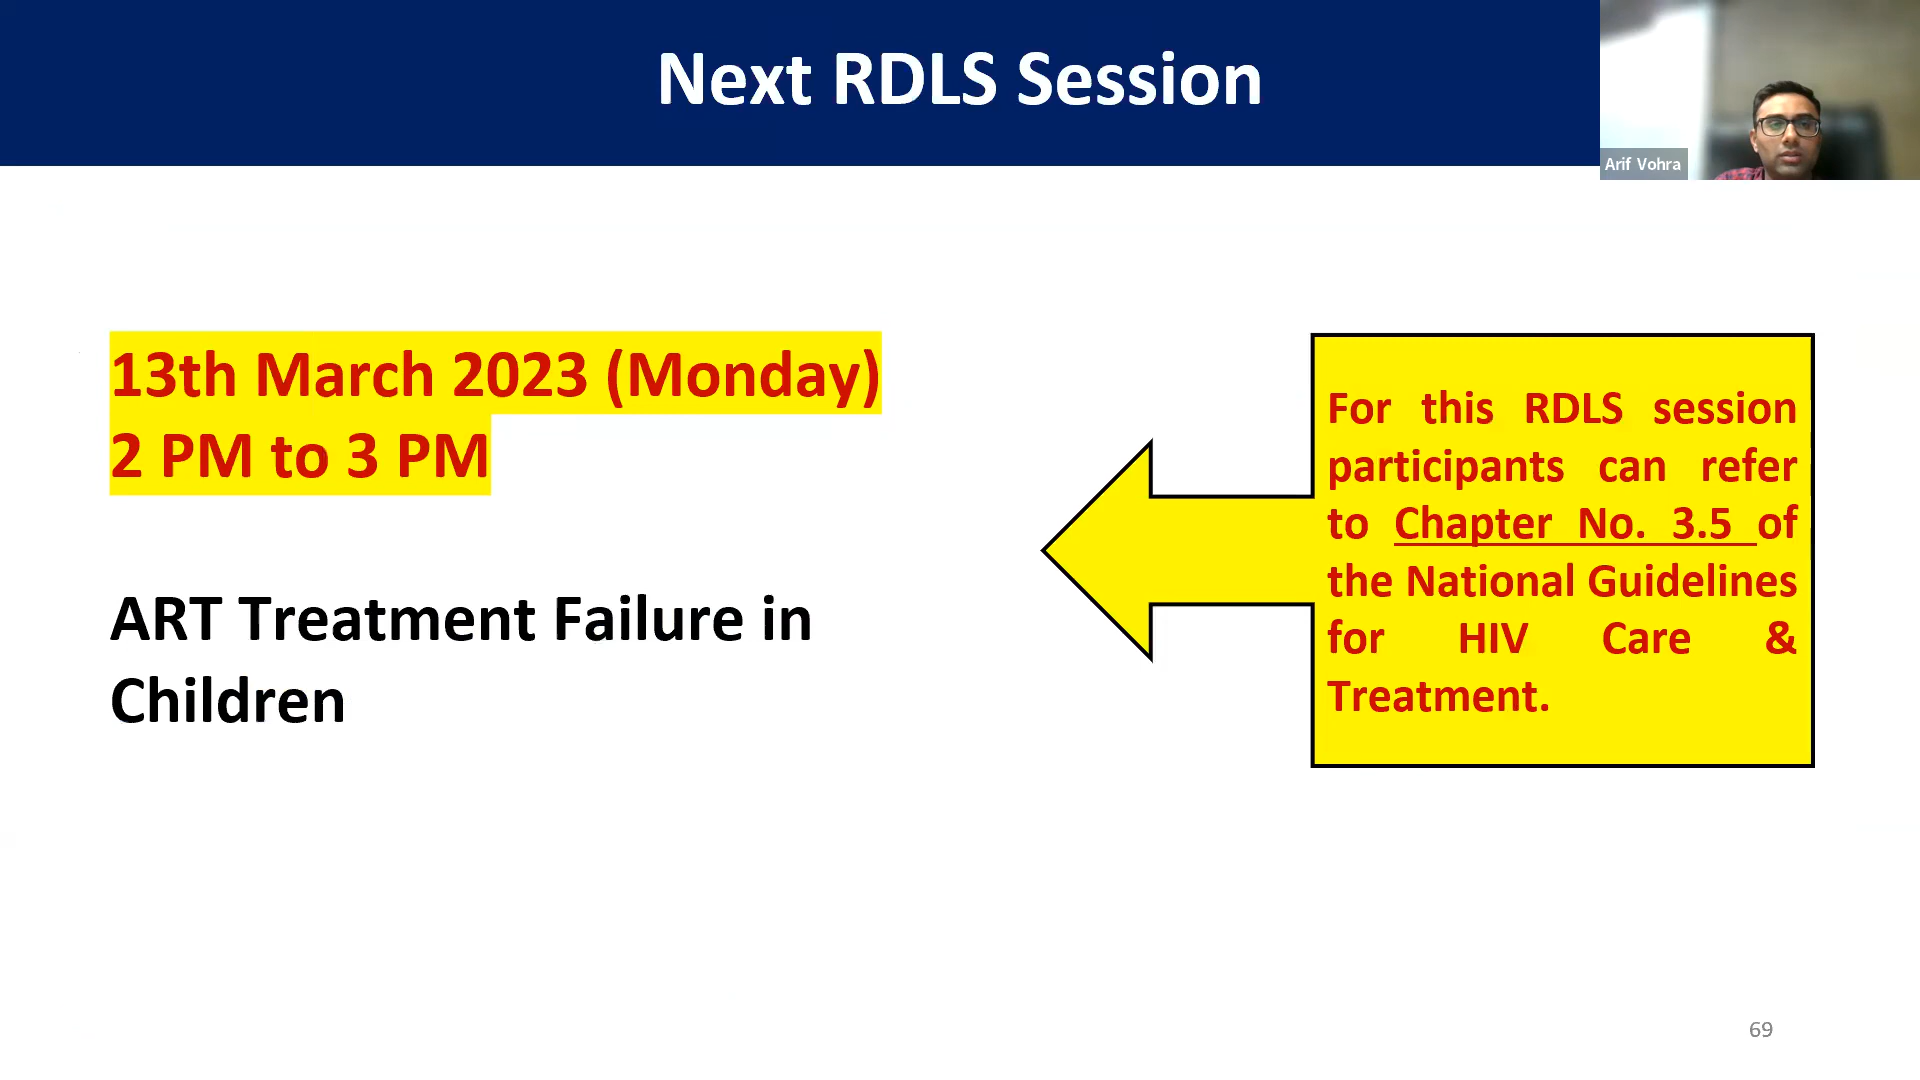 Next RDLS Session
Arif Vohra
13th March 2023 (Monday)
2 PM to 3 PM
ART Treatment Failure in
Children
For this RDLS session
participants can refer
to Chapter No. 3.5 of
the National Guidelines
for HIV Care &
Treatment.
69